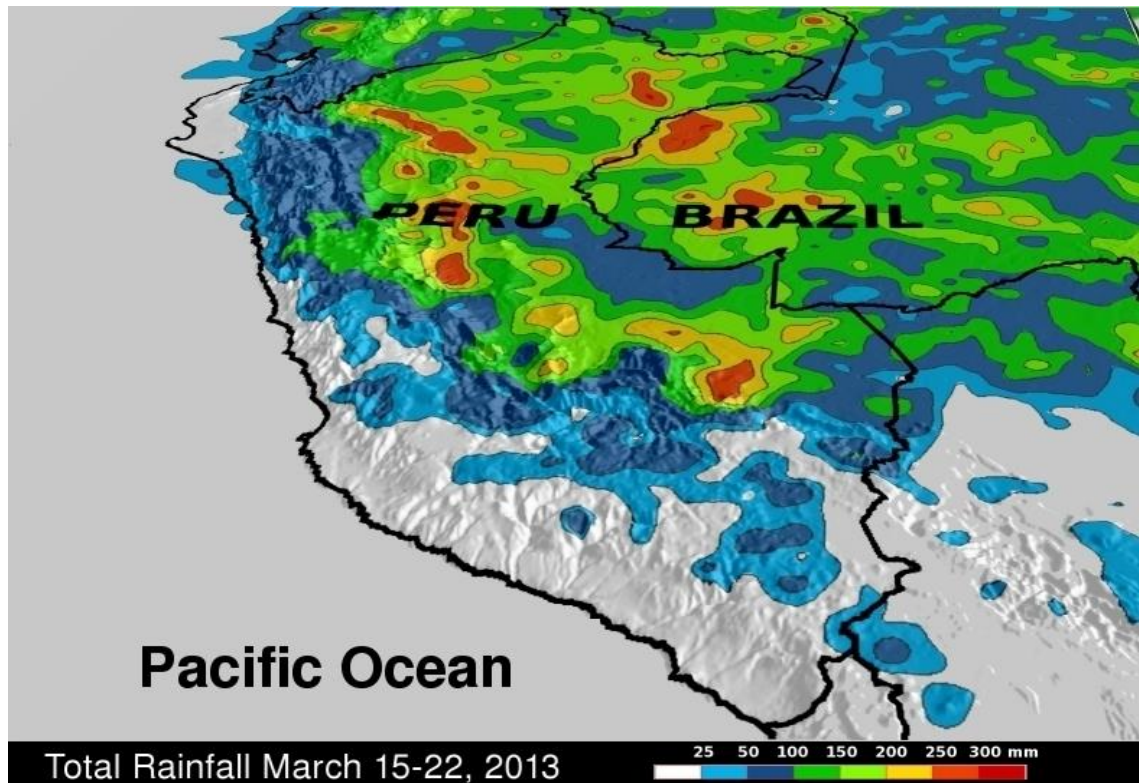 PERU
BRAZIL
Pacific Ocean
Total Rainfall March 15-22, 2013
25 50 100 150 200 250 300 mm